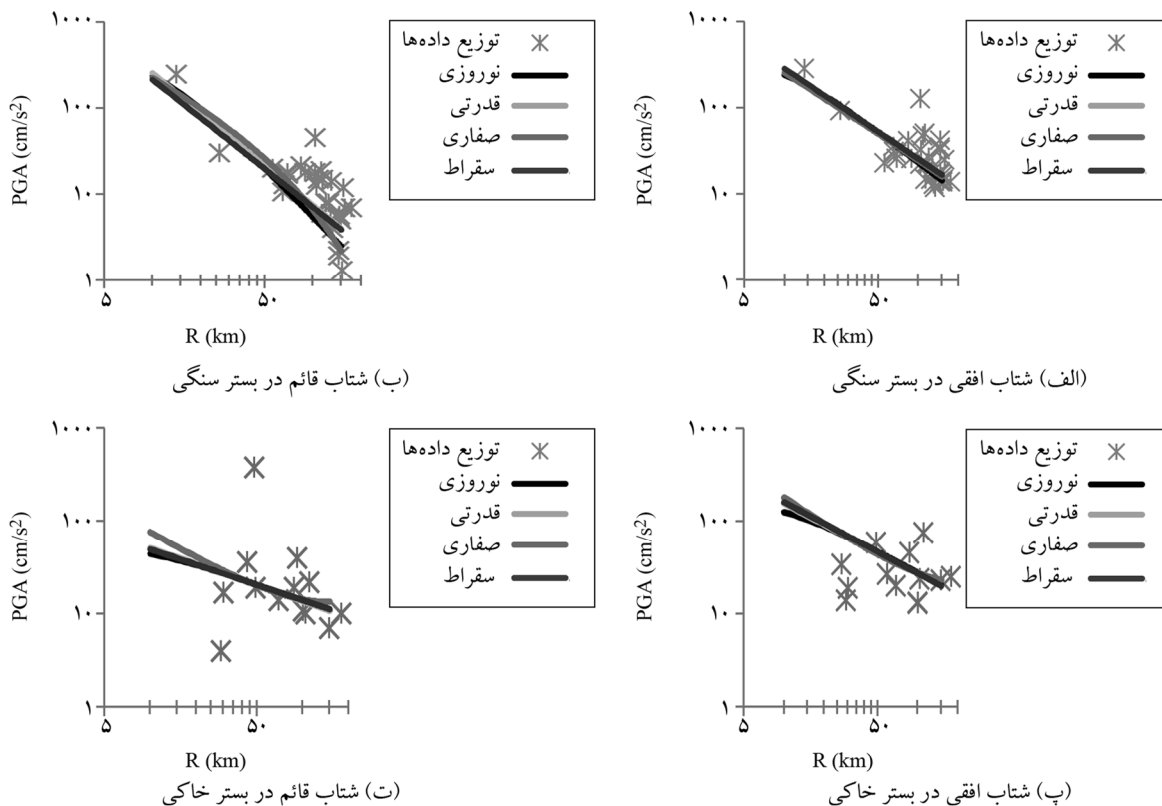 ۱۰۰۰
۱۰۰
۱۰
۱
PGA (cm/s²)
۵
۵۰
R (km)
توزیع داده‌ها
نوروزی
قدرتی
صفاری
سقراط
(الف) شتاب افقی در بستر سنگی
۱۰۰۰
۱۰۰
۱۰
۱
PGA (cm/s²)
۵
۵۰
R (km)
توزیع داده‌ها
نوروزی
قدرتی
صفاری
سقراط
(ب) شتاب قائم در بستر سنگی
۱۰۰۰
۱۰۰
۱۰
۱
PGA (cm/s²)
۵
۵۰
R (km)
توزیع داده‌ها
نوروزی
قدرتی
صفاری
سقراط
(پ) شتاب افقی در بستر خاکی
۱۰۰۰
۱۰۰
۱۰
۱
PGA (cm/s²)
۵
۵۰
R (km)
توزیع داده‌ها
نوروزی
قدرتی
صفاری
سقراط
(ت) شتاب قائم در بستر خاکی